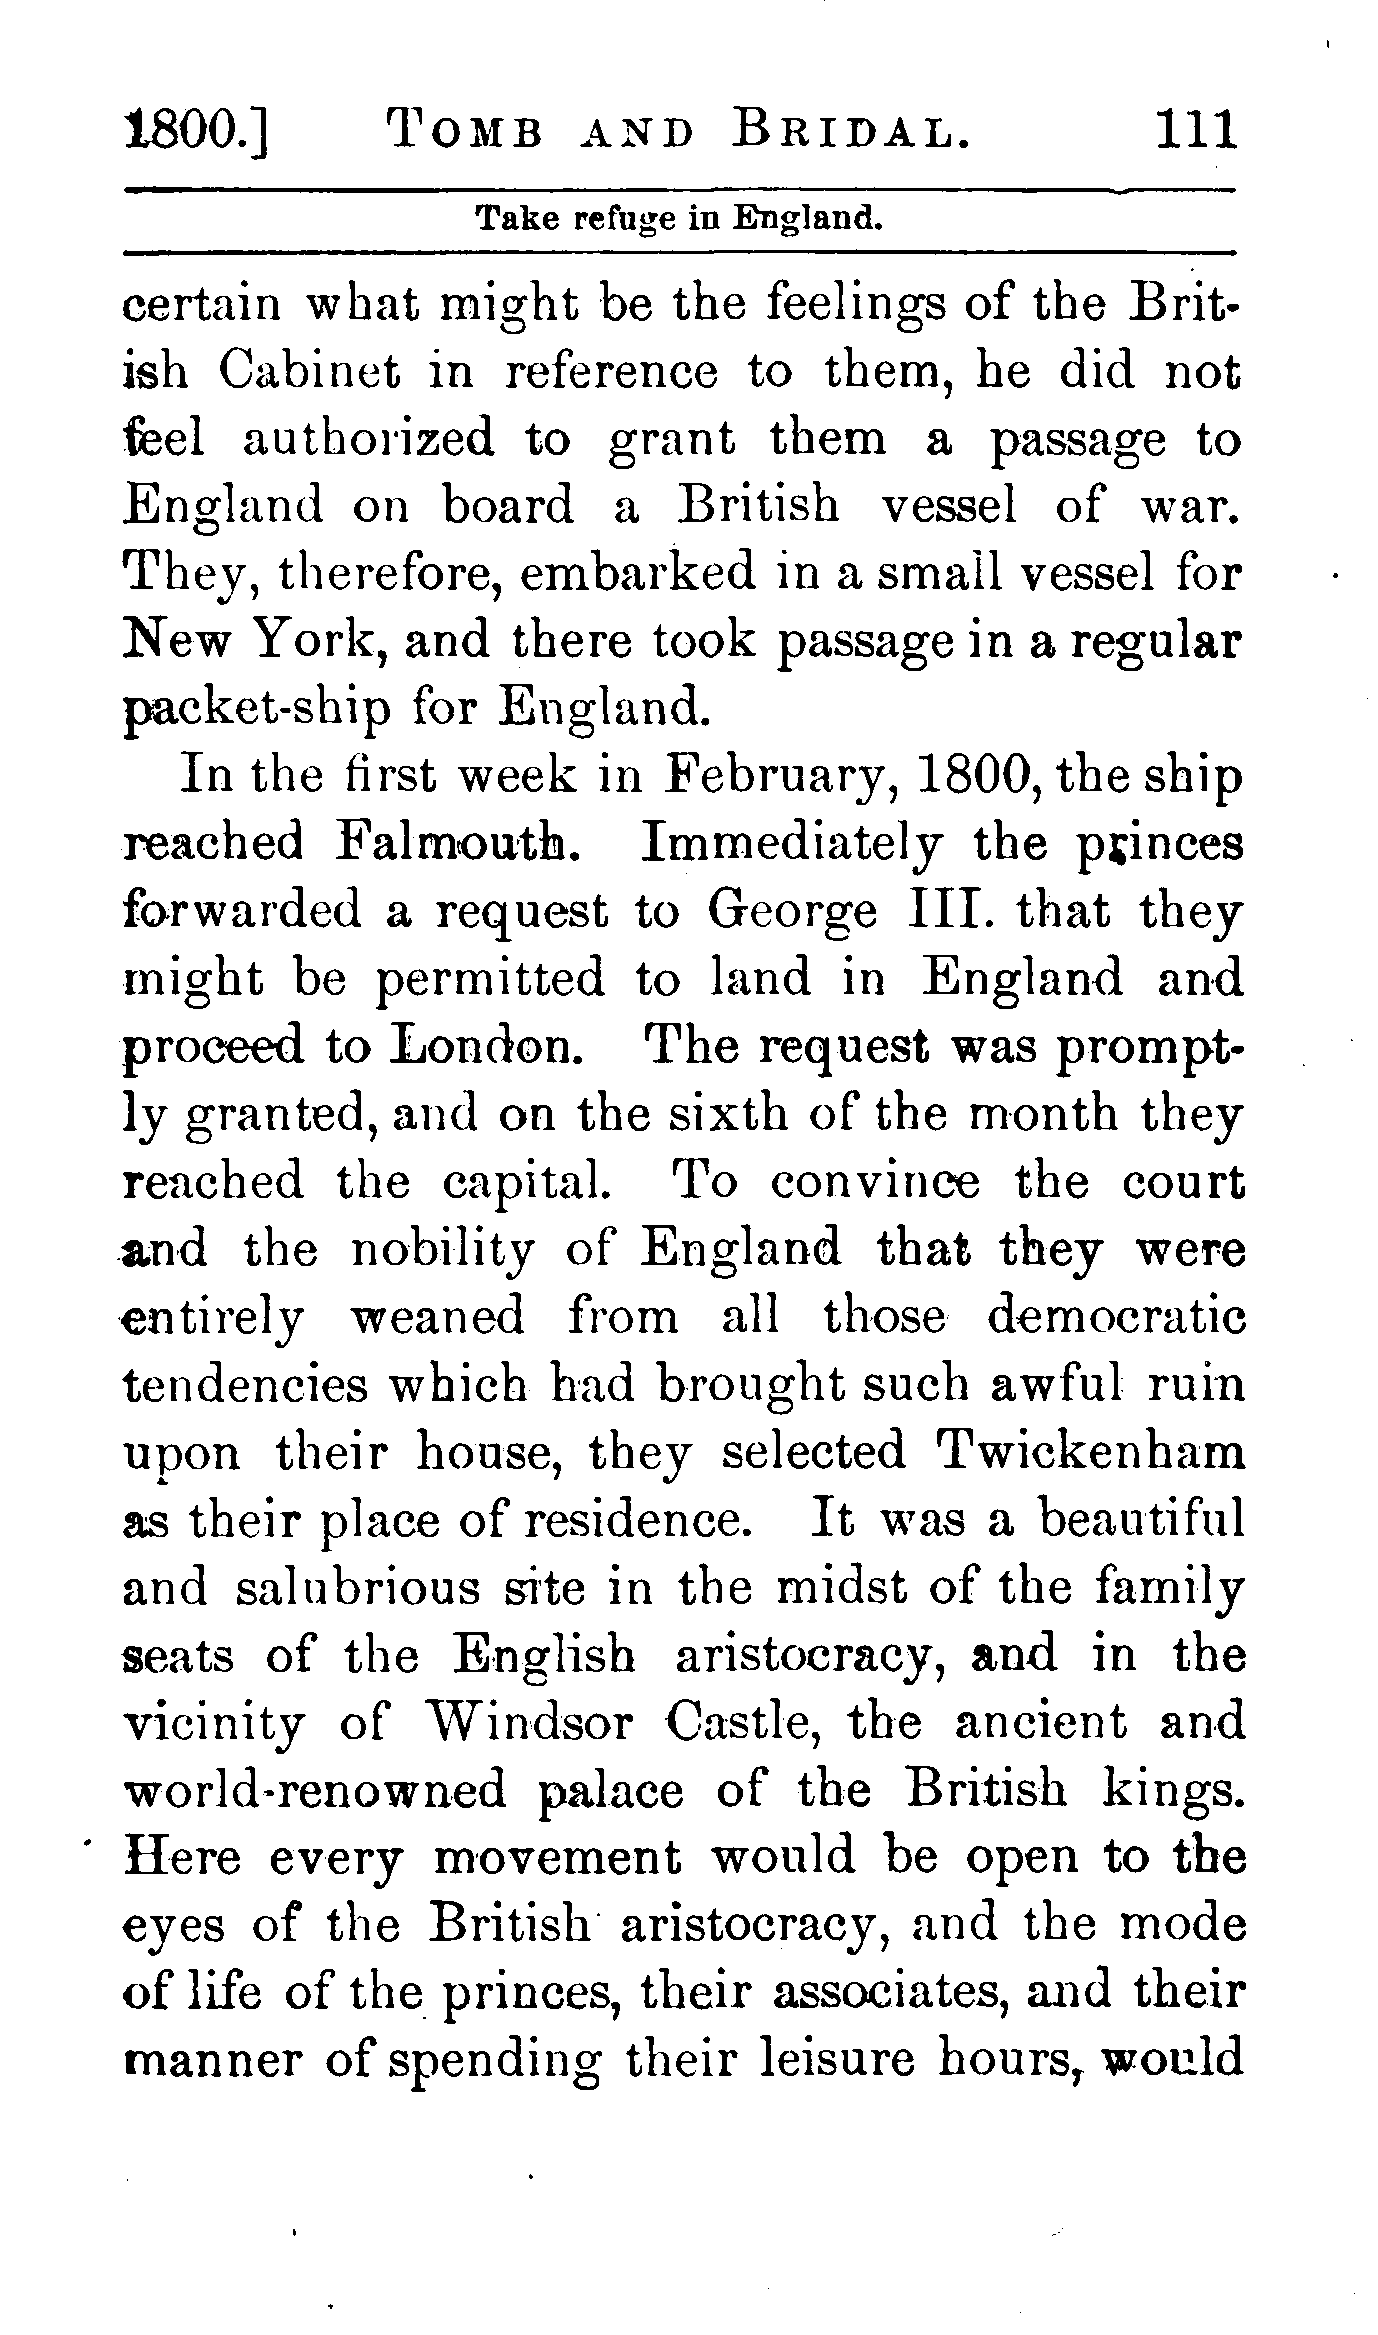 1800.] TOMB AND BRIDAL. 111
Take refuge in England.
certain what might be the feelings of the Brit-
ish Cabinet in reference to them, he did not
feel authorized to grant them a passage to
England on board a British vessel of war.
They, therefore, embarked in a small vessel for
New York, and there took passage in a regular
packet-ship for England.
In the first week in February, 1800, the ship
reached Falmouth. Immediately the princes
forwarded a request to George III. that they
might be permitted to land in England and
proceed to London. The request was prompt-
ly granted, and on the sixth of the month they
reached the capital. To convince the court
and the nobility of England that they were
entirely weaned from all those democratic
tendencies which had brought such awful ruin
upon their house, they selected Twickenham
as their place of residence. It was a beautiful
and salubrious site in the midst of the family
seats of the English aristocracy, and in the
vicinity of Windsor Castle, the ancient and
world-renowned palace of the British kings.
Here every movement would be open to the
eyes of the British aristocracy, and the mode
of life of the princes, their associates, and their
manner of spending their leisure hours, would